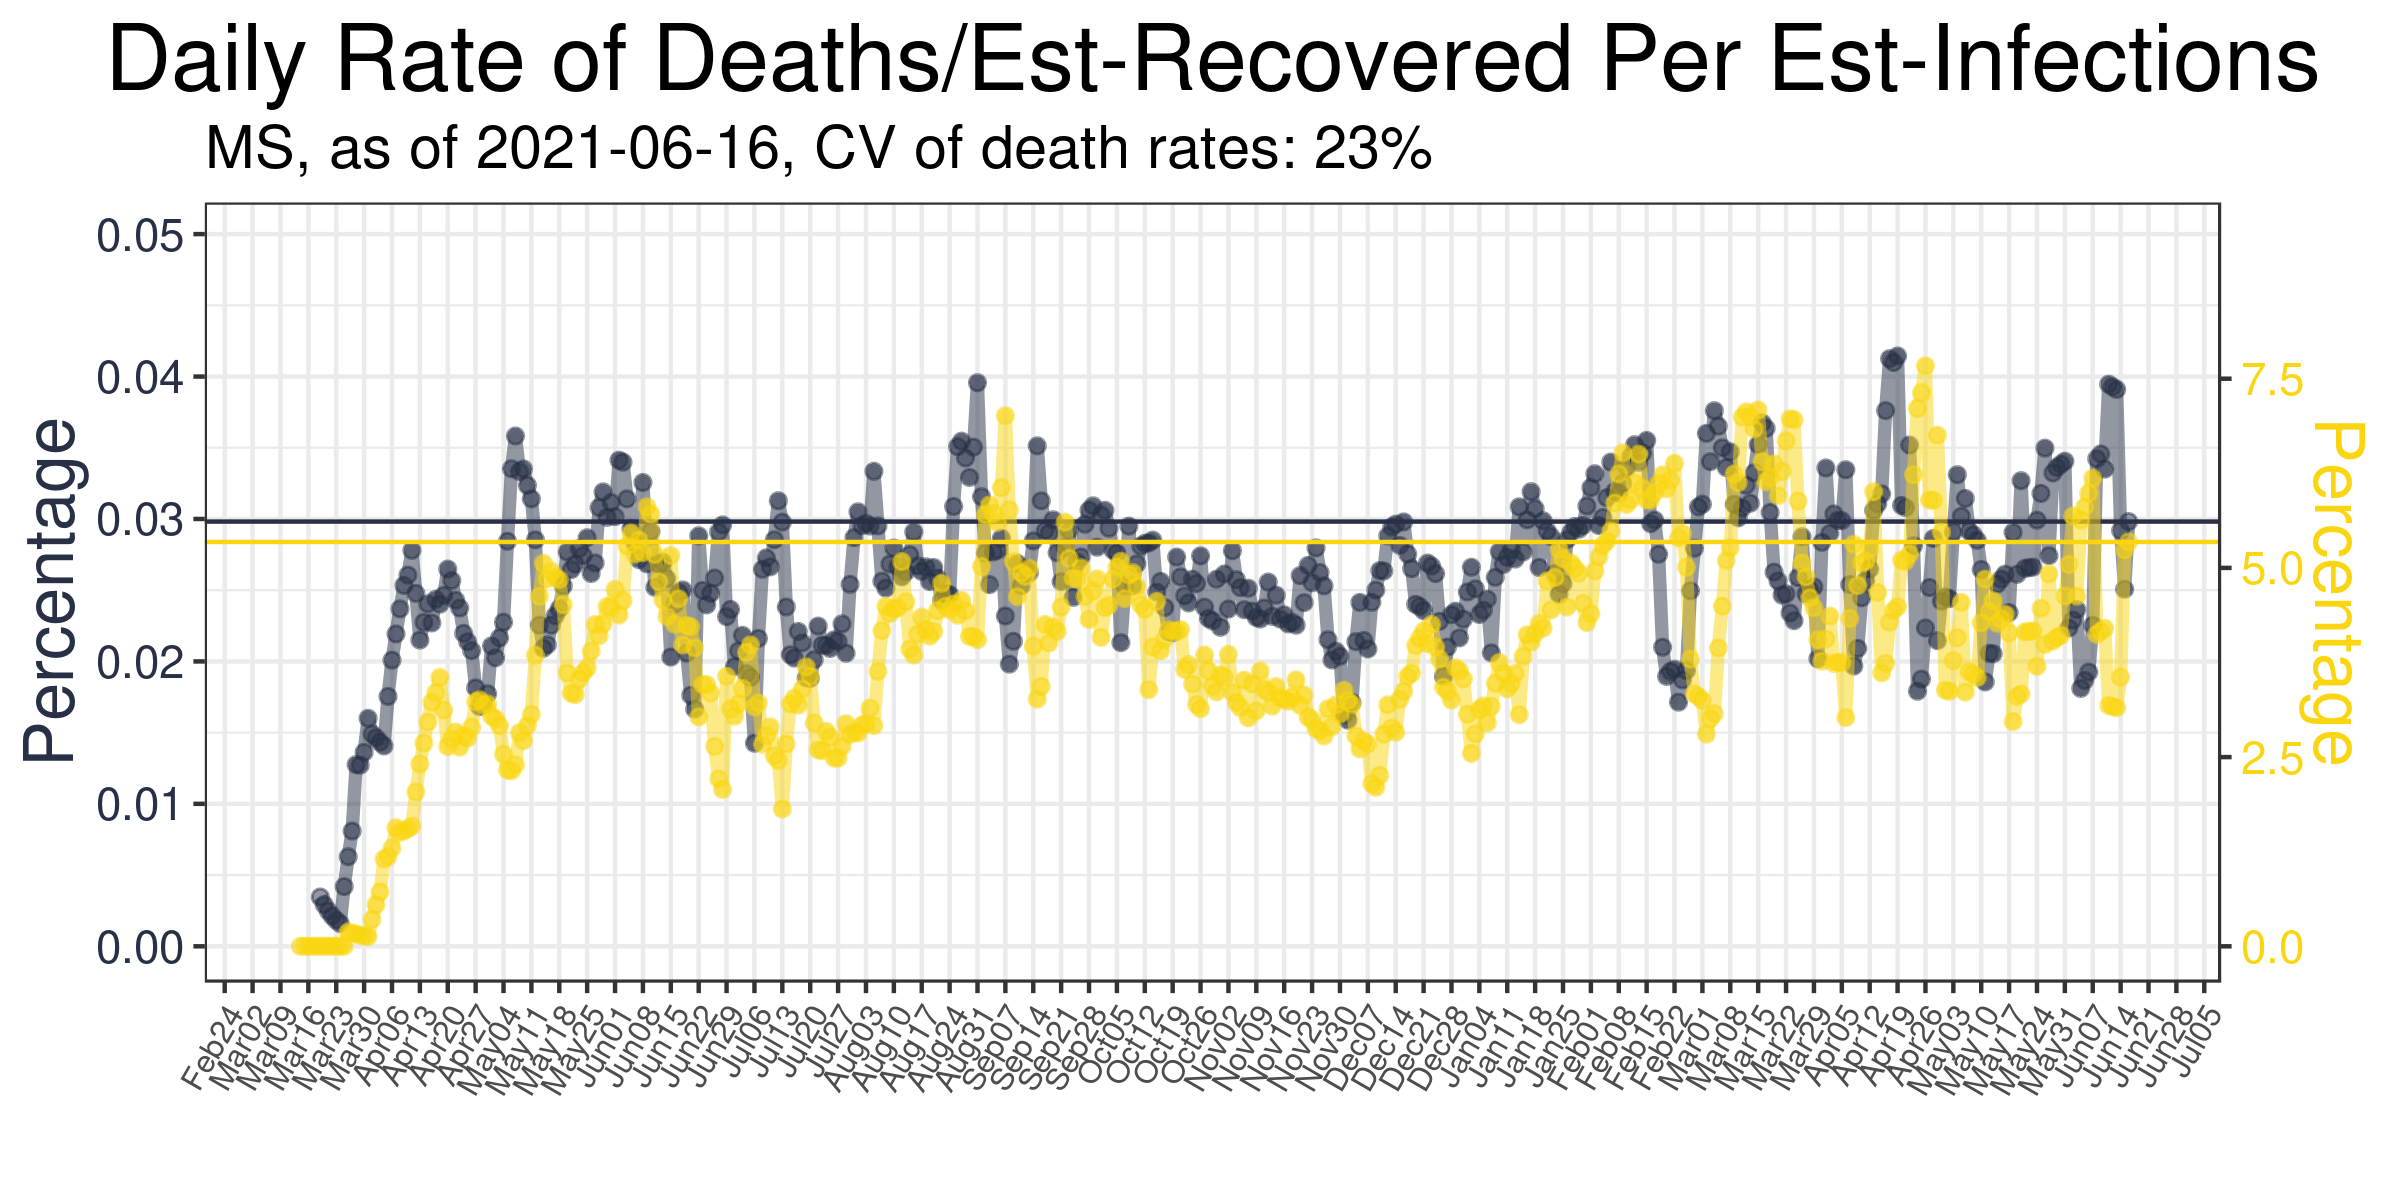 Daily Rate of Deaths/Est-Recovered Per Est-Infections
MS, as of 2021-06-16, CV of death rates: 23%
Percentage
0.05
0.04
0.03
0.02
0.01
0.00
7.5
5.0
2.5
0.0
Percentage
Feb24
Mar02
Mar09
Mar16
Mar23
Mar30
Apr06
Apr13
Apr20
Apr27
May04
May11
May18
May25
Jun01
Jun08
Jun15
Jun22
Jun29
Jul06
Jul13
Jul20
Jul27
Aug03
Aug10
Aug17
Aug24
Aug31
Sep07
Sep14
Sep21
Sep28
Oct05
Oct12
Oct19
Oct26
Nov02
Nov09
Nov16
Nov23
Nov30
Dec07
Dec14
Dec21
Dec28
Jan04
Jan11
Jan18
Jan25
Feb01
Feb08
Feb15
Feb22
Mar01
Mar08
Mar15
Mar22
Mar29
Apr05
Apr12
Apr19
Apr26
May03
May10
May17
May24
May31
Jun07
Jun14
Jun21
Jun28
Jul05